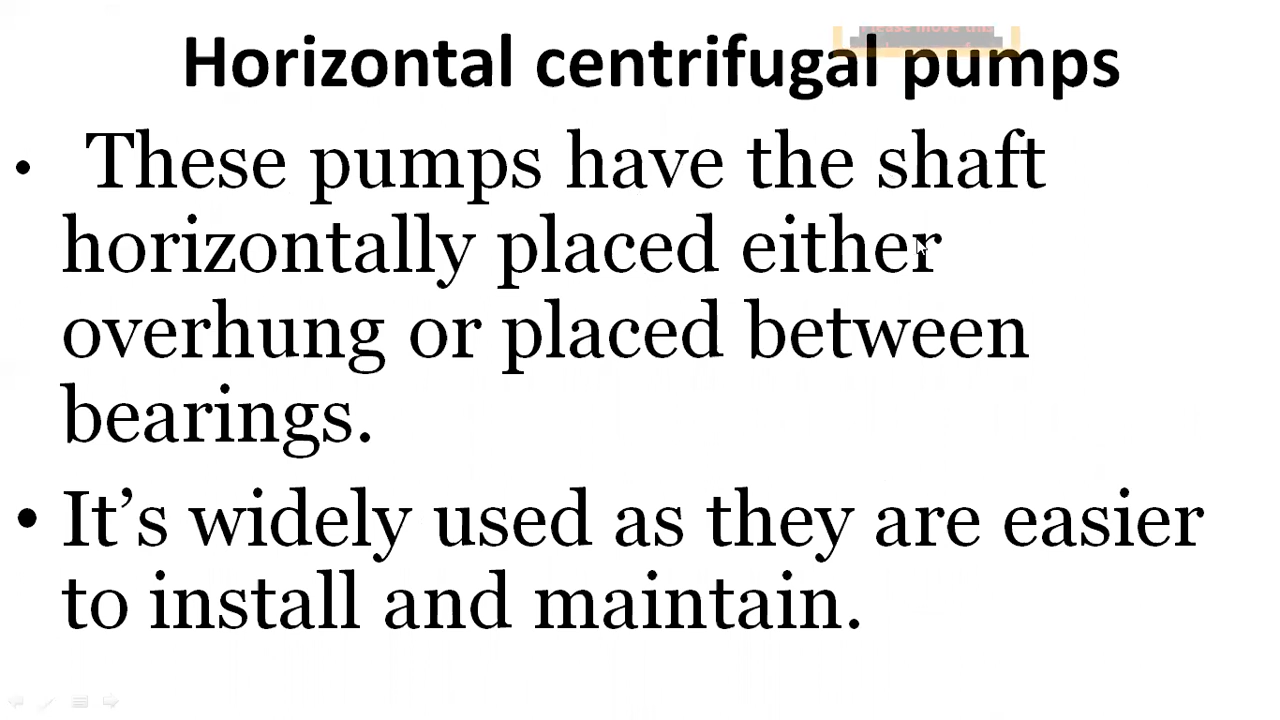 Horizontal centrifugal pumps
• These pumps have the shaft
horizontally placed either
overhung or placed between
bearings.
• It’s widely used as they are easier
to install and maintain.